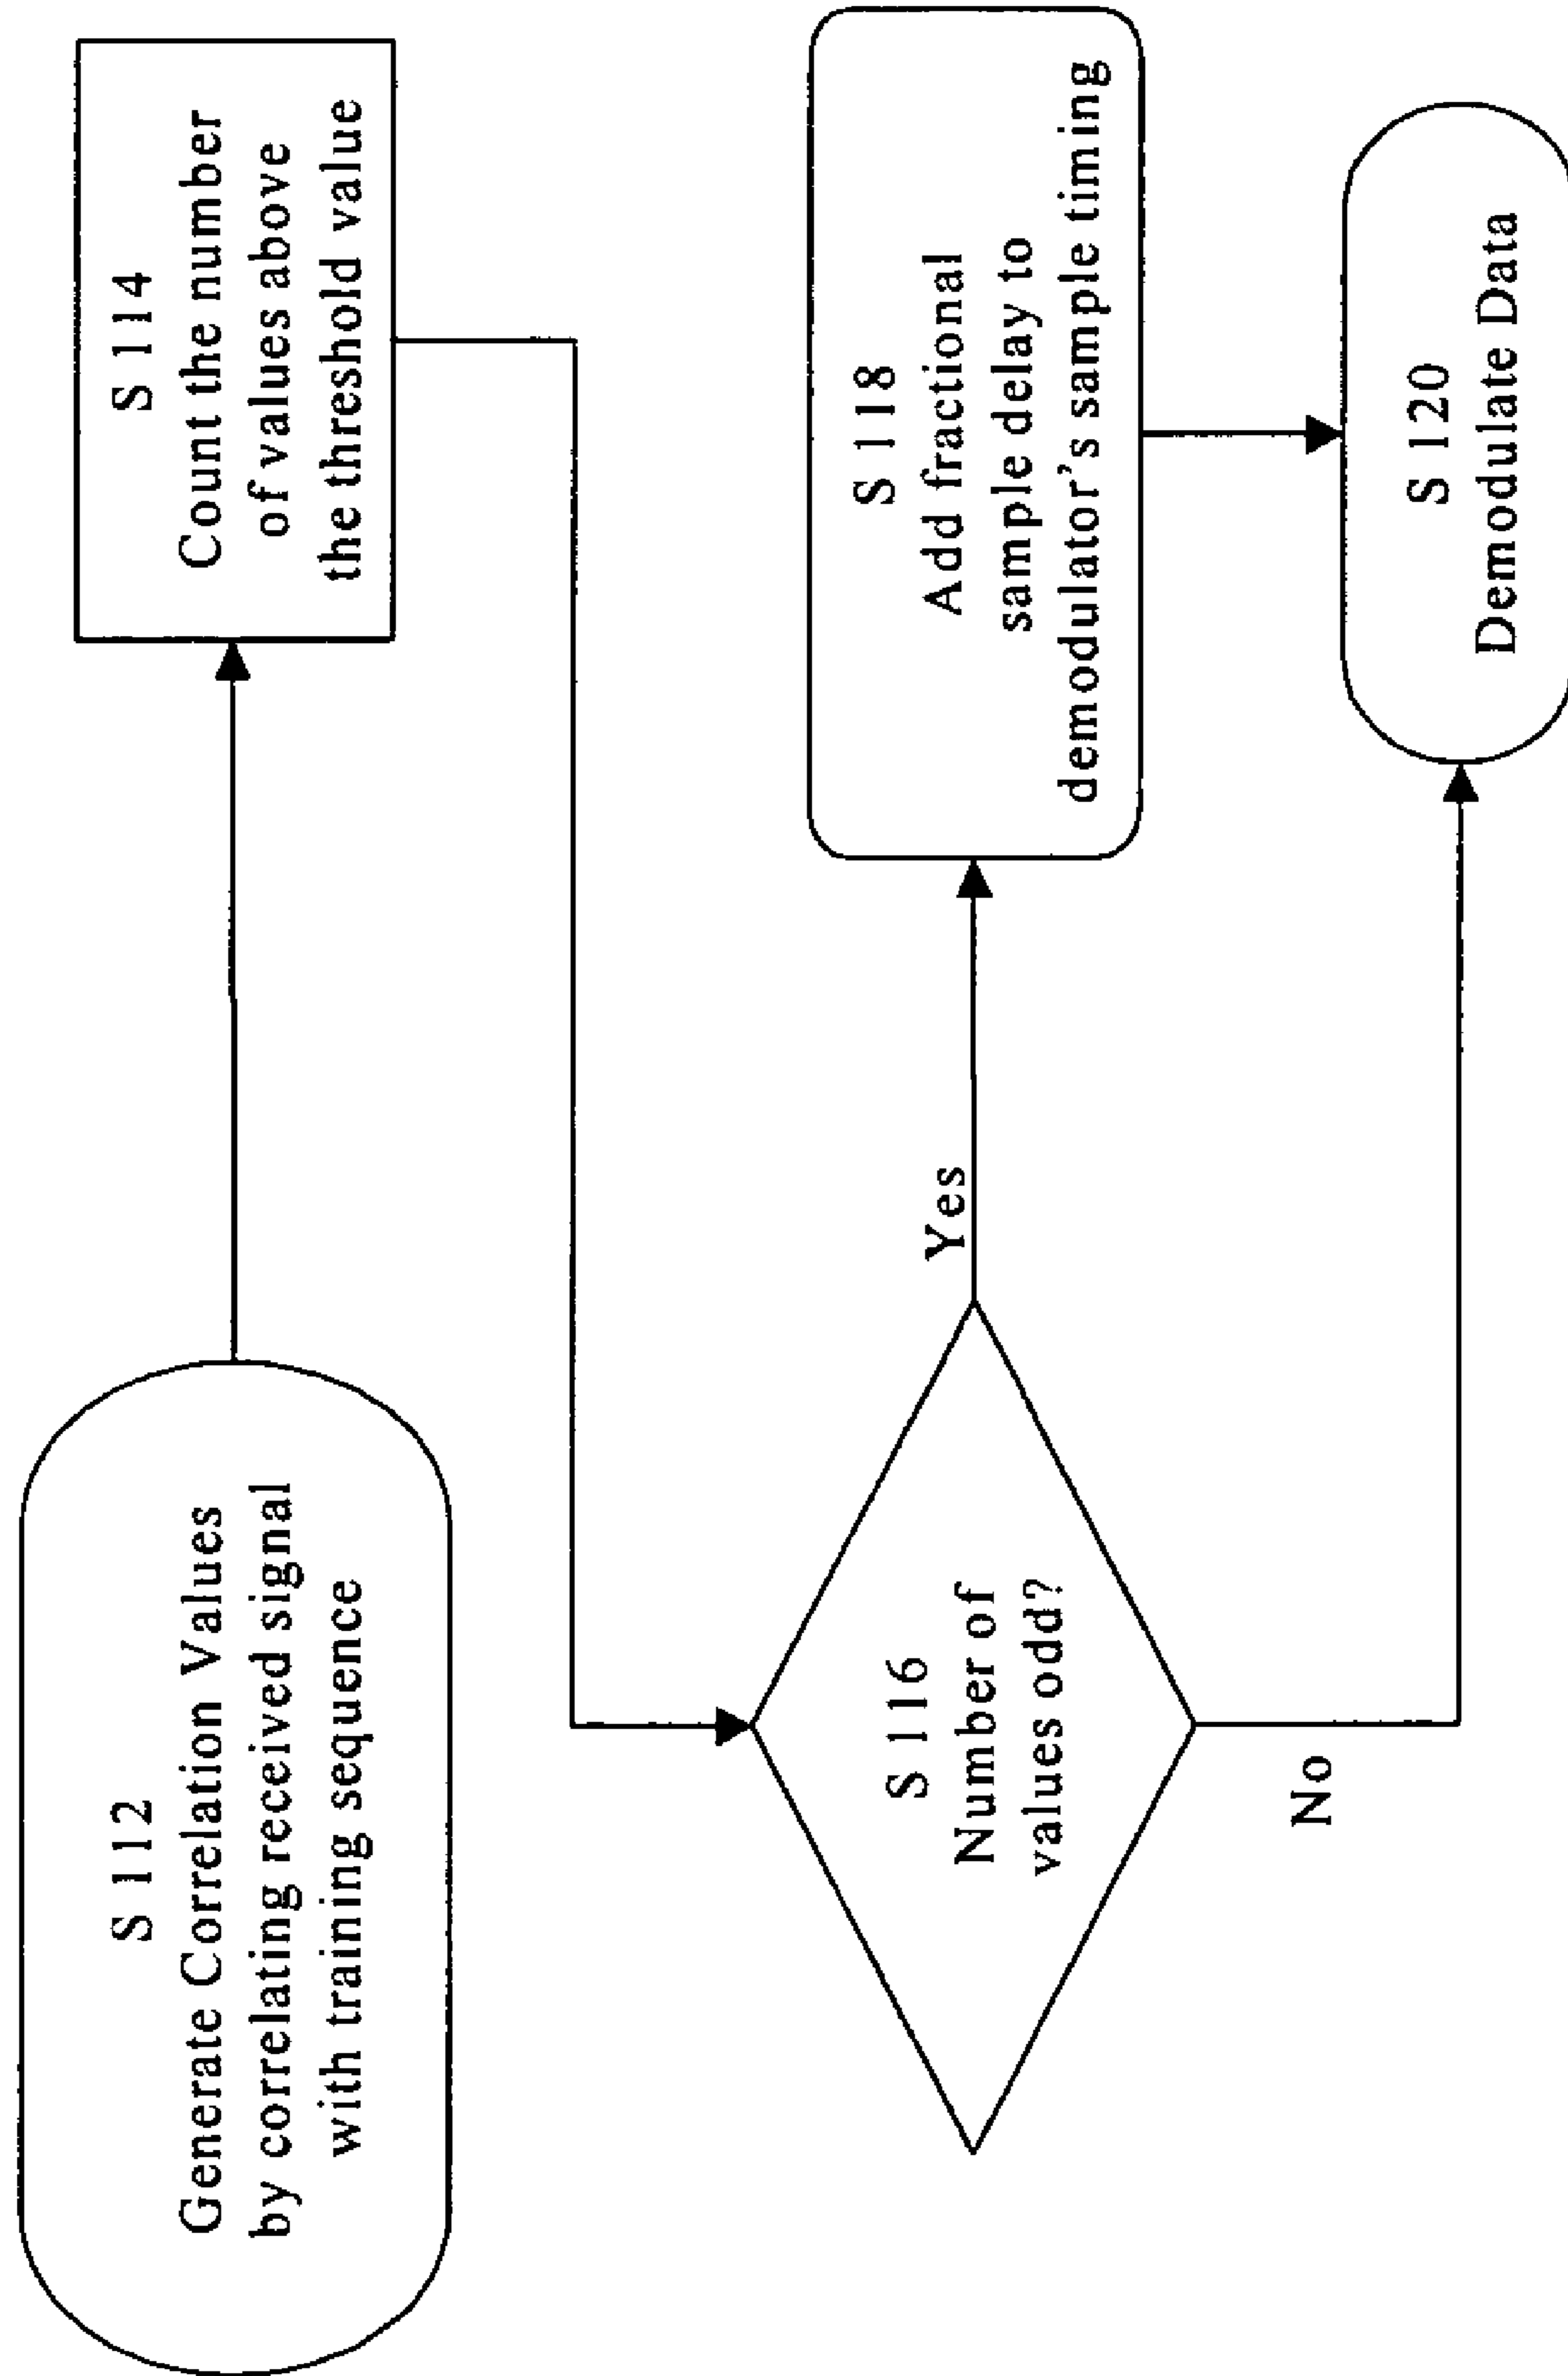 S 112
Generate Correlation Values
by correlating received signal
with training sequence
S 114
Count the number
of values above
the threshold value
S 116
Number of
values odd?
Yes
No
S 118
Add fractional
sample delay to
demodulator's sample timing
S 120
Demodulate Data